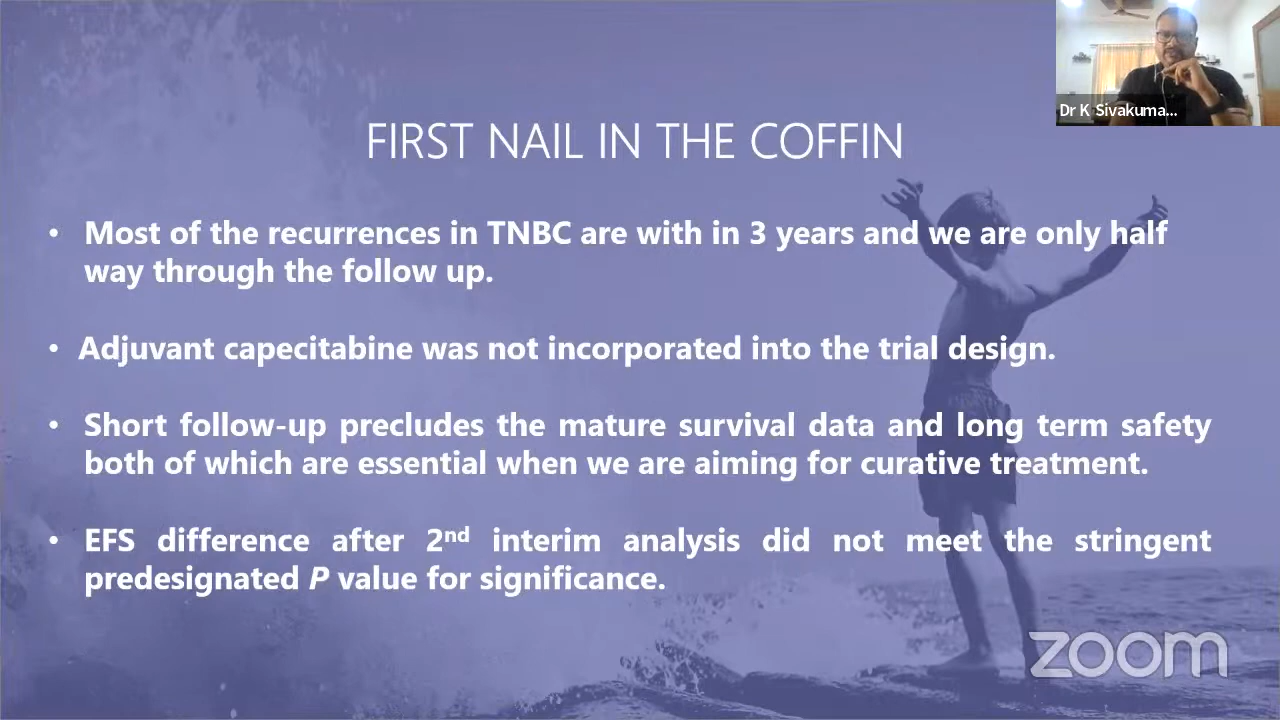 Dr K Sivakuma...
FIRST NAIL IN THE COFFIN
• Most of the recurrences in TNBC are with in 3 years and we are only half
way through the follow up.
• Adjuvant capecitabine was not incorporated into the trial design.
• Short follow-up precludes the mature survival data and long term safety
both of which are essential when we are aiming for curative treatment.
• EFS difference after 2nd interim analysis did not meet the stringent
predesignated P value for significance.
zoom